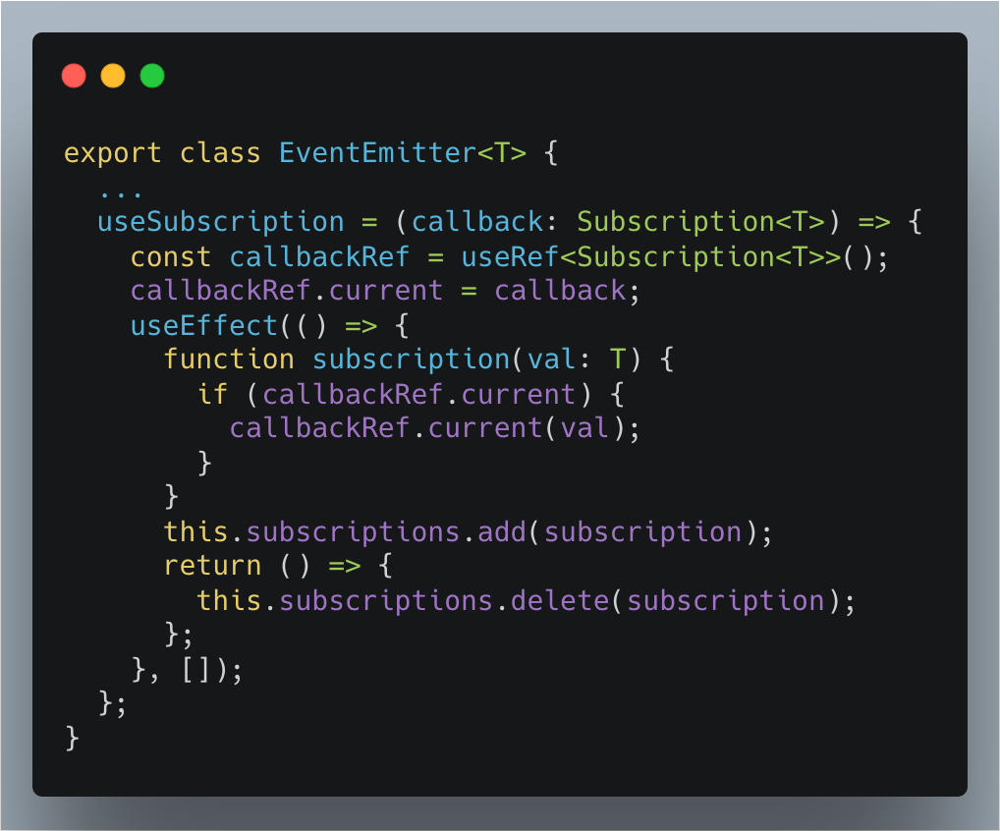 export class EventEmitter<T> {
  ...
  useSubscription = (callback: Subscription<T>) => {
    const callbackRef = useRef<Subscription<T>>();
    callbackRef.current = callback;
    useEffect(() => {
      function subscription(val: T) {
        if (callbackRef.current) {
          callbackRef.current(val);
        }
      }
      this.subscriptions.add(subscription);
      return () => {
        this.subscriptions.delete(subscription);
      };
    }, []);
  };
}